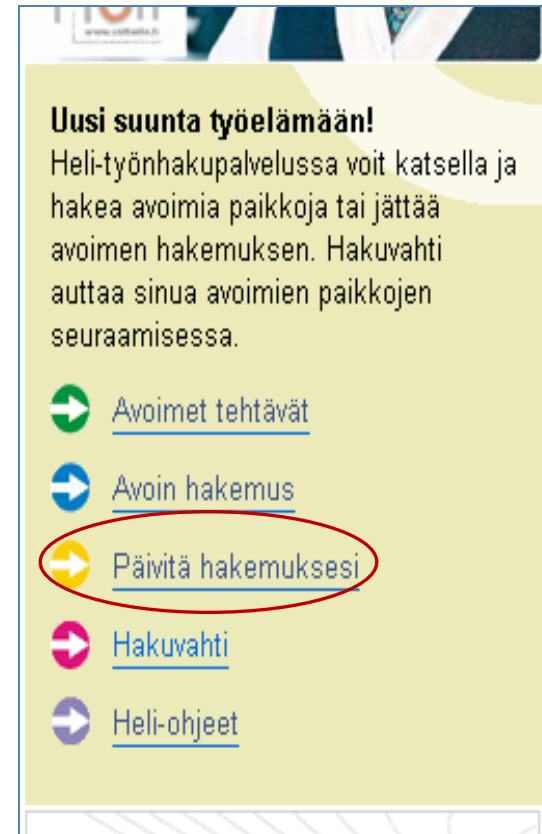 Uusi suunta työelämään!
Heli-työnhakupalvelussa voit katsella ja
hakea avoimia paikkoja tai jättää
avoimen hakemuksen. Hakuvahti
auttaa sinua avoimien paikkojen
seuraamisessa.
Avoimet tehtävät
Avoin hakemus
Päivitä hakemuksesi
Hakuvahti
Heli-ohjeet